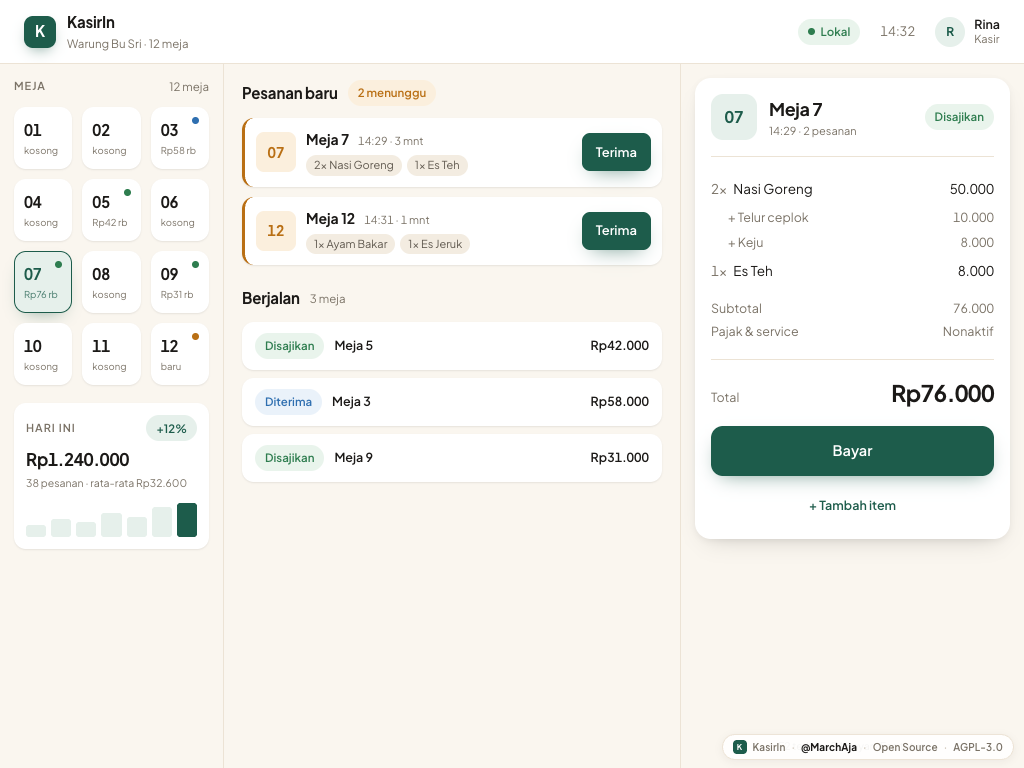 K
KasirIn
Warung Bu Sri · 12 meja
Lokal
14:32
R
Rina
Kasir
MEJA
12 meja
01
kosong
02
kosong
03
Rp58 rb
04
kosong
05
Rp42 rb
06
kosong
07
Rp76 rb
08
kosong
09
Rp31 rb
10
kosong
11
kosong
12
baru
HARI INI
+12%
Rp1.240.000
38 pesanan · rata-rata Rp32.600
Pesanan baru
2 menunggu
07
Meja 7
14:29 · 3 mnt
2× Nasi Goreng
1× Es Teh
Terima
12
Meja 12
14:31 · 1 mnt
1× Ayam Bakar
1× Es Jeruk
Terima
Berjalan
3 meja
Disajikan
Meja 5
Rp42.000
Diterima
Meja 3
Rp58.000
Disajikan
Meja 9
Rp31.000
07
Meja 7
14:29 · 2 pesanan
Disajikan
2× Nasi Goreng 50.000
+ Telur ceplok 10.000
+ Keju 8.000
1× Es Teh 8.000
Subtotal 76.000
Pajak & service Nonaktif
Total Rp76.000
Bayar
+ Tambah item
K KasirIn · @MarchAja · Open Source · AGPL-3.0